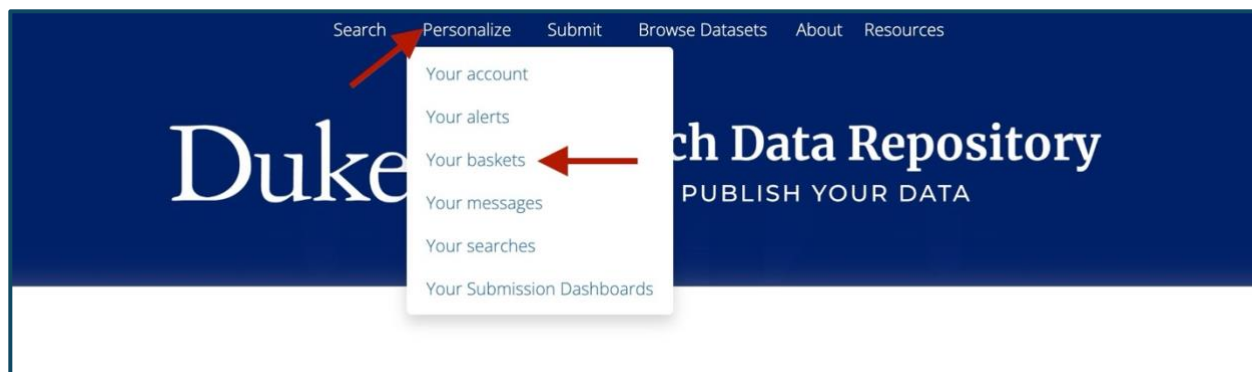 Search Personalize Submit Browse Datasets About Resources
Your account
Your alerts
Your baskets
Your messages
Your searches
Your Submission Dashboards
Duke
ch Data Repository
PUBLISH YOUR DATA